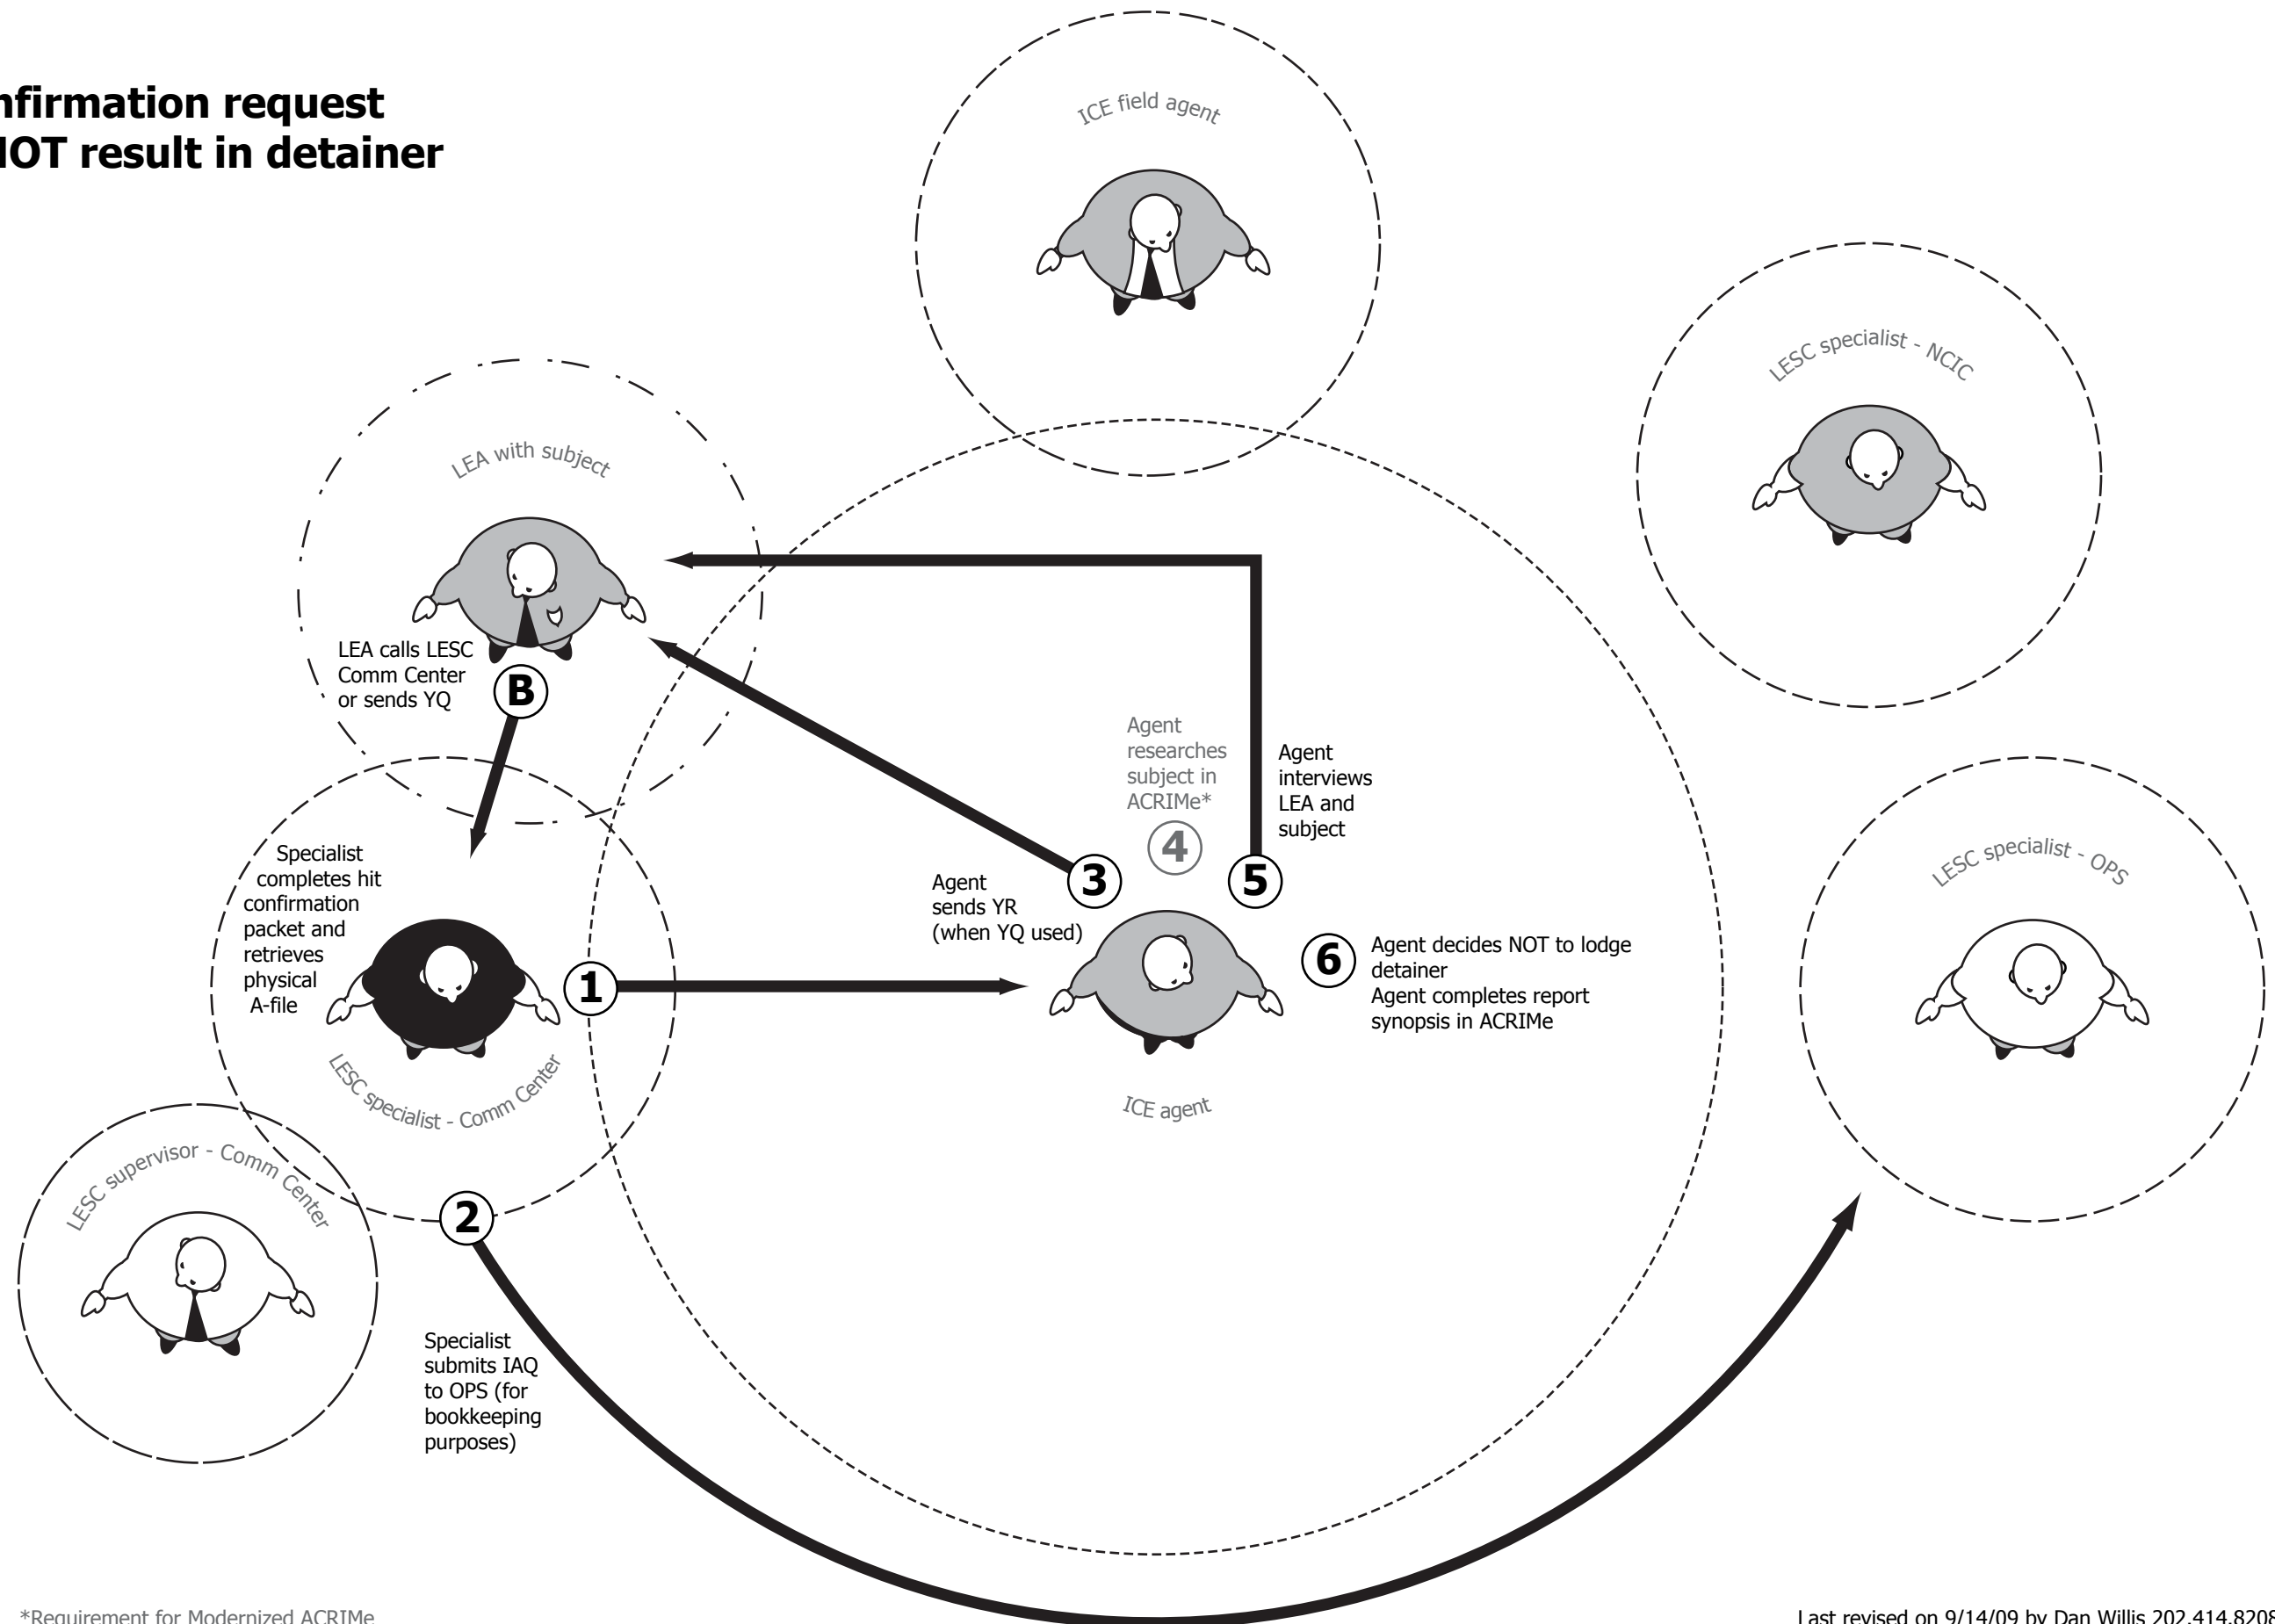 nfirmation request
NOT result in detainer
ICE field agent
LESC specialist - NCIC
LEA with subject
LEA calls LESC
Comm Center
or sends YQ
B
Agent
researches
subject in
ACRIMe*
4
Agent
interviews
LEA and
subject
5
Specialist
completes hit
confirmation
packet and
retrieves
physical
A-file
1
LESC specialist - Comm Center
Agent
sends YR
(when YQ used)
3
6
Agent decides NOT to lodge
detainer
Agent completes report
synopsis in ACRIMe
ICE agent
LESC specialist - OPS
LESC supervisor - Comm Center
2
Specialist
submits IAQ
to OPS (for
bookkeeping
purposes)
*Requirement for Modernized ACRIMe
Last revised on 9/14/09 by Dan Willis 202.414.8208